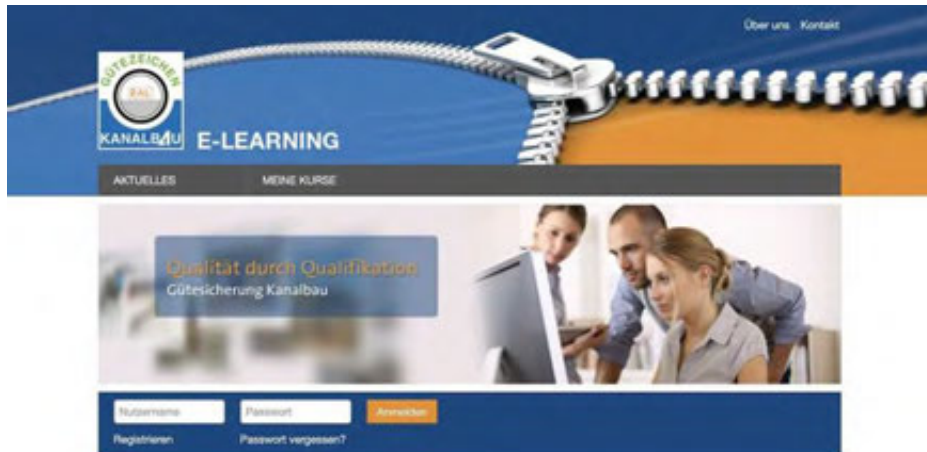 Über uns Kontakt
GÜTEZEICHEN
RAL
KANALBAU
E-LEARNING
AKTUELLES MEINE KURSE
Qualität durch Qualifikation
Gütesicherung Kanalbau
Nutzername Passwort Anmelden
Registrieren Passwort vergessen?